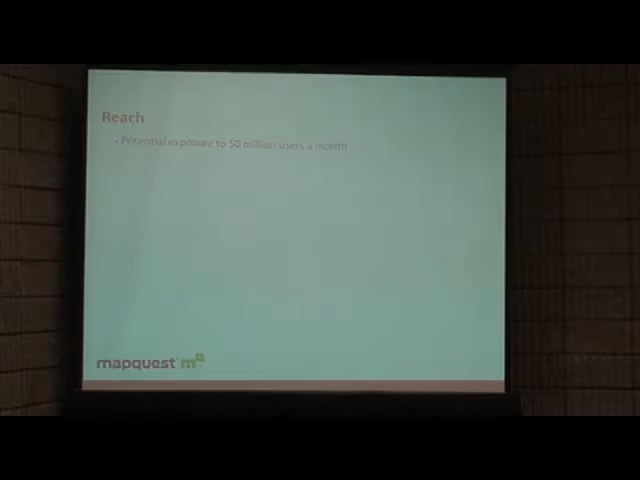 Reach
- Potential exposure to 50 million users a month
mapquest m